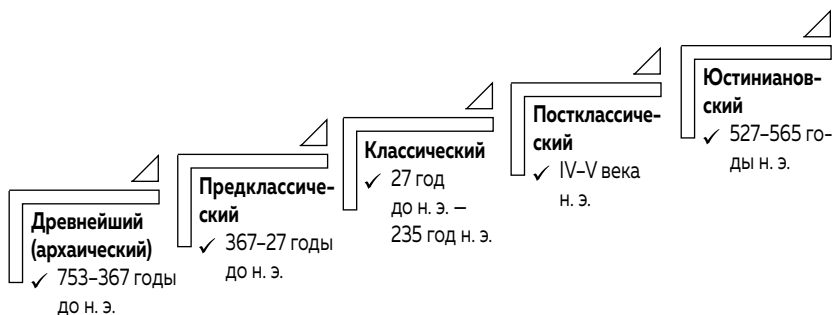 Древнейший
(архаический)
✓ 753–367 годы
до н. э.
Предклассиче-
ский
✓ 367–27 годы
до н. э.
Классический
✓ 27 год
до н. э. –
235 год н. э.
Постклассиче-
ский
✓ IV–V века
н. э.
Юстинианов-
ский
✓ 527–565 го-
ды н. э.